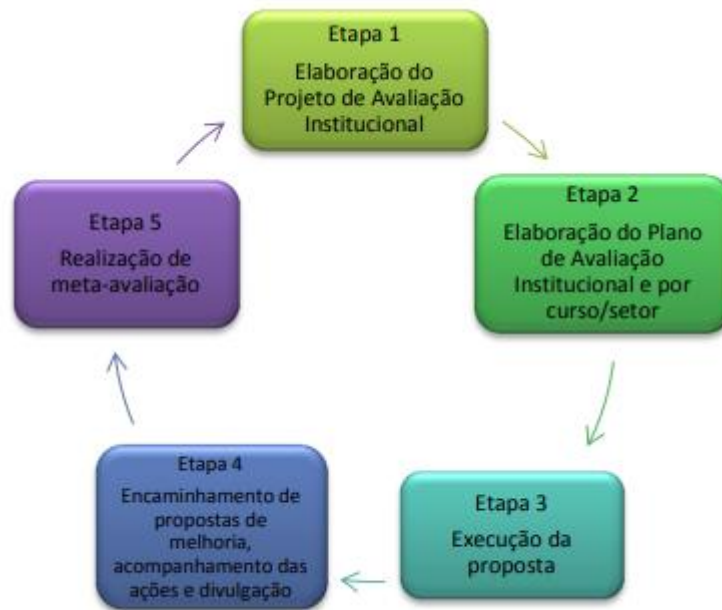 Etapa 1
Elaboração do
Projeto de Avaliação
Institucional
Etapa 2
Elaboração do Plano
de Avaliação
Institucional e por
curso/setor
Etapa 3
Execução da
proposta
Etapa 4
Encaminhamento de
propostas de
melhoria,
acompanhamento das
ações e divulgação
Etapa 5
Realização de
meta-avaliação